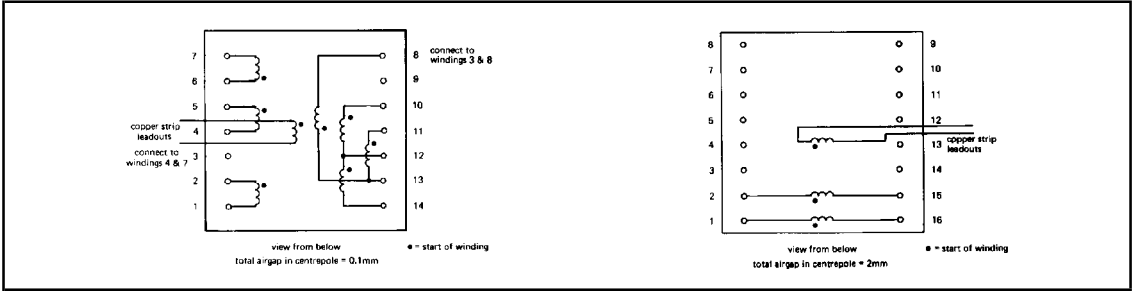 7
6
5
4
3
2
1
8
9
10
11
12
13
14
connect to
windings 3 & 8
copper strip
leadouts
connect to
windings 4 & 7
view from below
• = start of winding
total airgap in centrepole = 0.1mm
8
7
6
5
4
3
2
1
9
10
11
12
13
14
15
16
copper strip
leadouts
view from below
• = start of winding
total airgap in centrepole = 2mm